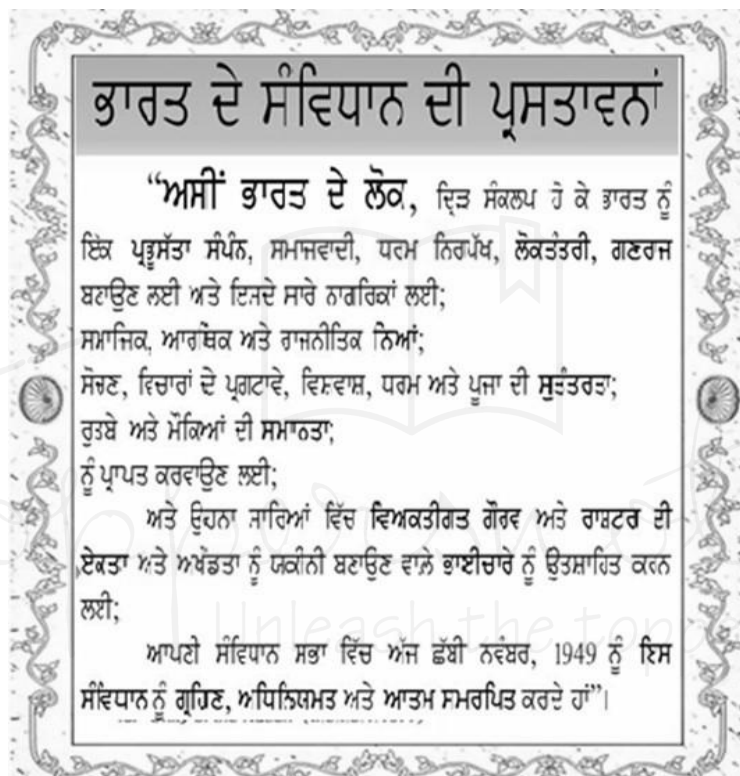 ਭਾਰਤ ਦੇ ਸੰਵਿਧਾਨ ਦੀ ਪ੍ਰਸਤਾਵਨਾਂ
“ਅਸੀਂ ਭਾਰਤ ਦੇ ਲੋਕ, ਦ੍ਰਿੜ ਸੰਕਲਪ ਹੋ ਕੇ ਭਾਰਤ ਨੂੰ
ਇੱਕ ਪ੍ਰਭੂਸੱਤਾ ਸੰਪੰਨ, ਸਮਾਜਵਾਦੀ, ਧਰਮ ਨਿਰਪੱਖ, ਲੋਕਤੰਤਰੀ, ਗਣਰਾਜ
ਬਣਾਉਣ ਲਈ ਅਤੇ ਇਸਦੇ ਸਾਰੇ ਨਾਗਰਿਕਾਂ ਲਈ;
ਸਮਾਜਿਕ, ਆਰਥਿਕ ਅਤੇ ਰਾਜਨੀਤਿਕ ਨਿਆਂ;
ਸੋਚਣ, ਵਿਚਾਰਾਂ ਦੇ ਪ੍ਰਗਟਾਵੇ, ਵਿਸ਼ਵਾਸ਼, ਧਰਮ ਅਤੇ ਪੂਜਾ ਦੀ ਸੁਤੰਤਰਤਾ;
ਰੁਤਬੇ ਅਤੇ ਮੌਕਿਆਂ ਦੀ ਸਮਾਨਤਾ;
ਨੂੰ ਪ੍ਰਾਪਤ ਕਰਵਾਉਣ ਲਈ;
ਅਤੇ ਉਹਨਾ ਸਾਰਿਆਂ ਵਿੱਚ ਵਿਅਕਤੀਗਤ ਗੌਰਵ ਅਤੇ ਰਾਸ਼ਟਰ ਦੀ
ਏਕਤਾ ਅਤੇ ਅਖੰਡਤਾ ਨੂੰ ਯਕੀਨੀ ਬਣਾਉਣ ਵਾਲੇ ਭਾਈਚਾਰੇ ਨੂੰ ਉਤਸ਼ਾਹਿਤ ਕਰਨ
ਲਈ;
ਆਪਣੀ ਸੰਵਿਧਾਨ ਸਭਾ ਵਿੱਚ ਅੱਜ ਛੱਬੀ ਨਵੰਬਰ, 1949 ਨੂੰ ਇਸ
ਸੰਵਿਧਾਨ ਨੂੰ ਗ੍ਰਹਿਣ, ਅਧਿਨਿਯਮਤ ਅਤੇ ਆਤਮ ਸਮਰਪਿਤ ਕਰਦੇ ਹਾਂ”।
Unleash the topp